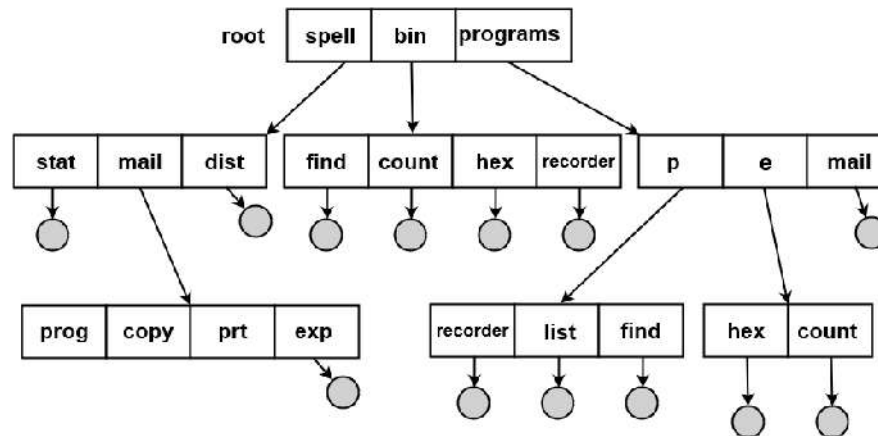 root spell bin programs
stat mail dist find count hex recorder p e mail
prog copy prt exp recorder list find hex count